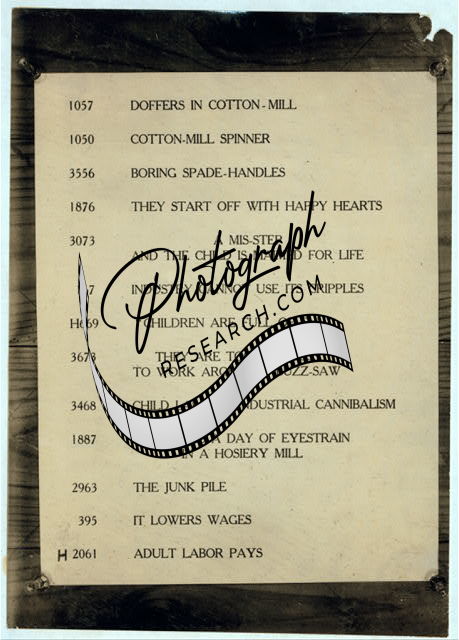 1057 DOFFERS IN COTTON-MILL
1050 COTTON-MILL SPINNER
3556 BORING SPADE-HANDLES
1876 THEY START OFF WITH HAPPY HEARTS
3073 A MIS-STEP
AND THE CHILD IS FOR LIFE
INDUSTRY USE ITS CRIPPLES
H669 CHILDREN ARE
THEY ARE
TO WORK BUZZ-SAW
3468 CHILD INDUSTRIAL CANNIBALISM
1887 A DAY OF EYESTRAIN
IN A HOSIERY MILL
2963 THE JUNK PILE
395 IT LOWERS WAGES
H 2061 ADULT LABOR PAYS
Photograph
RESEARCH.COM